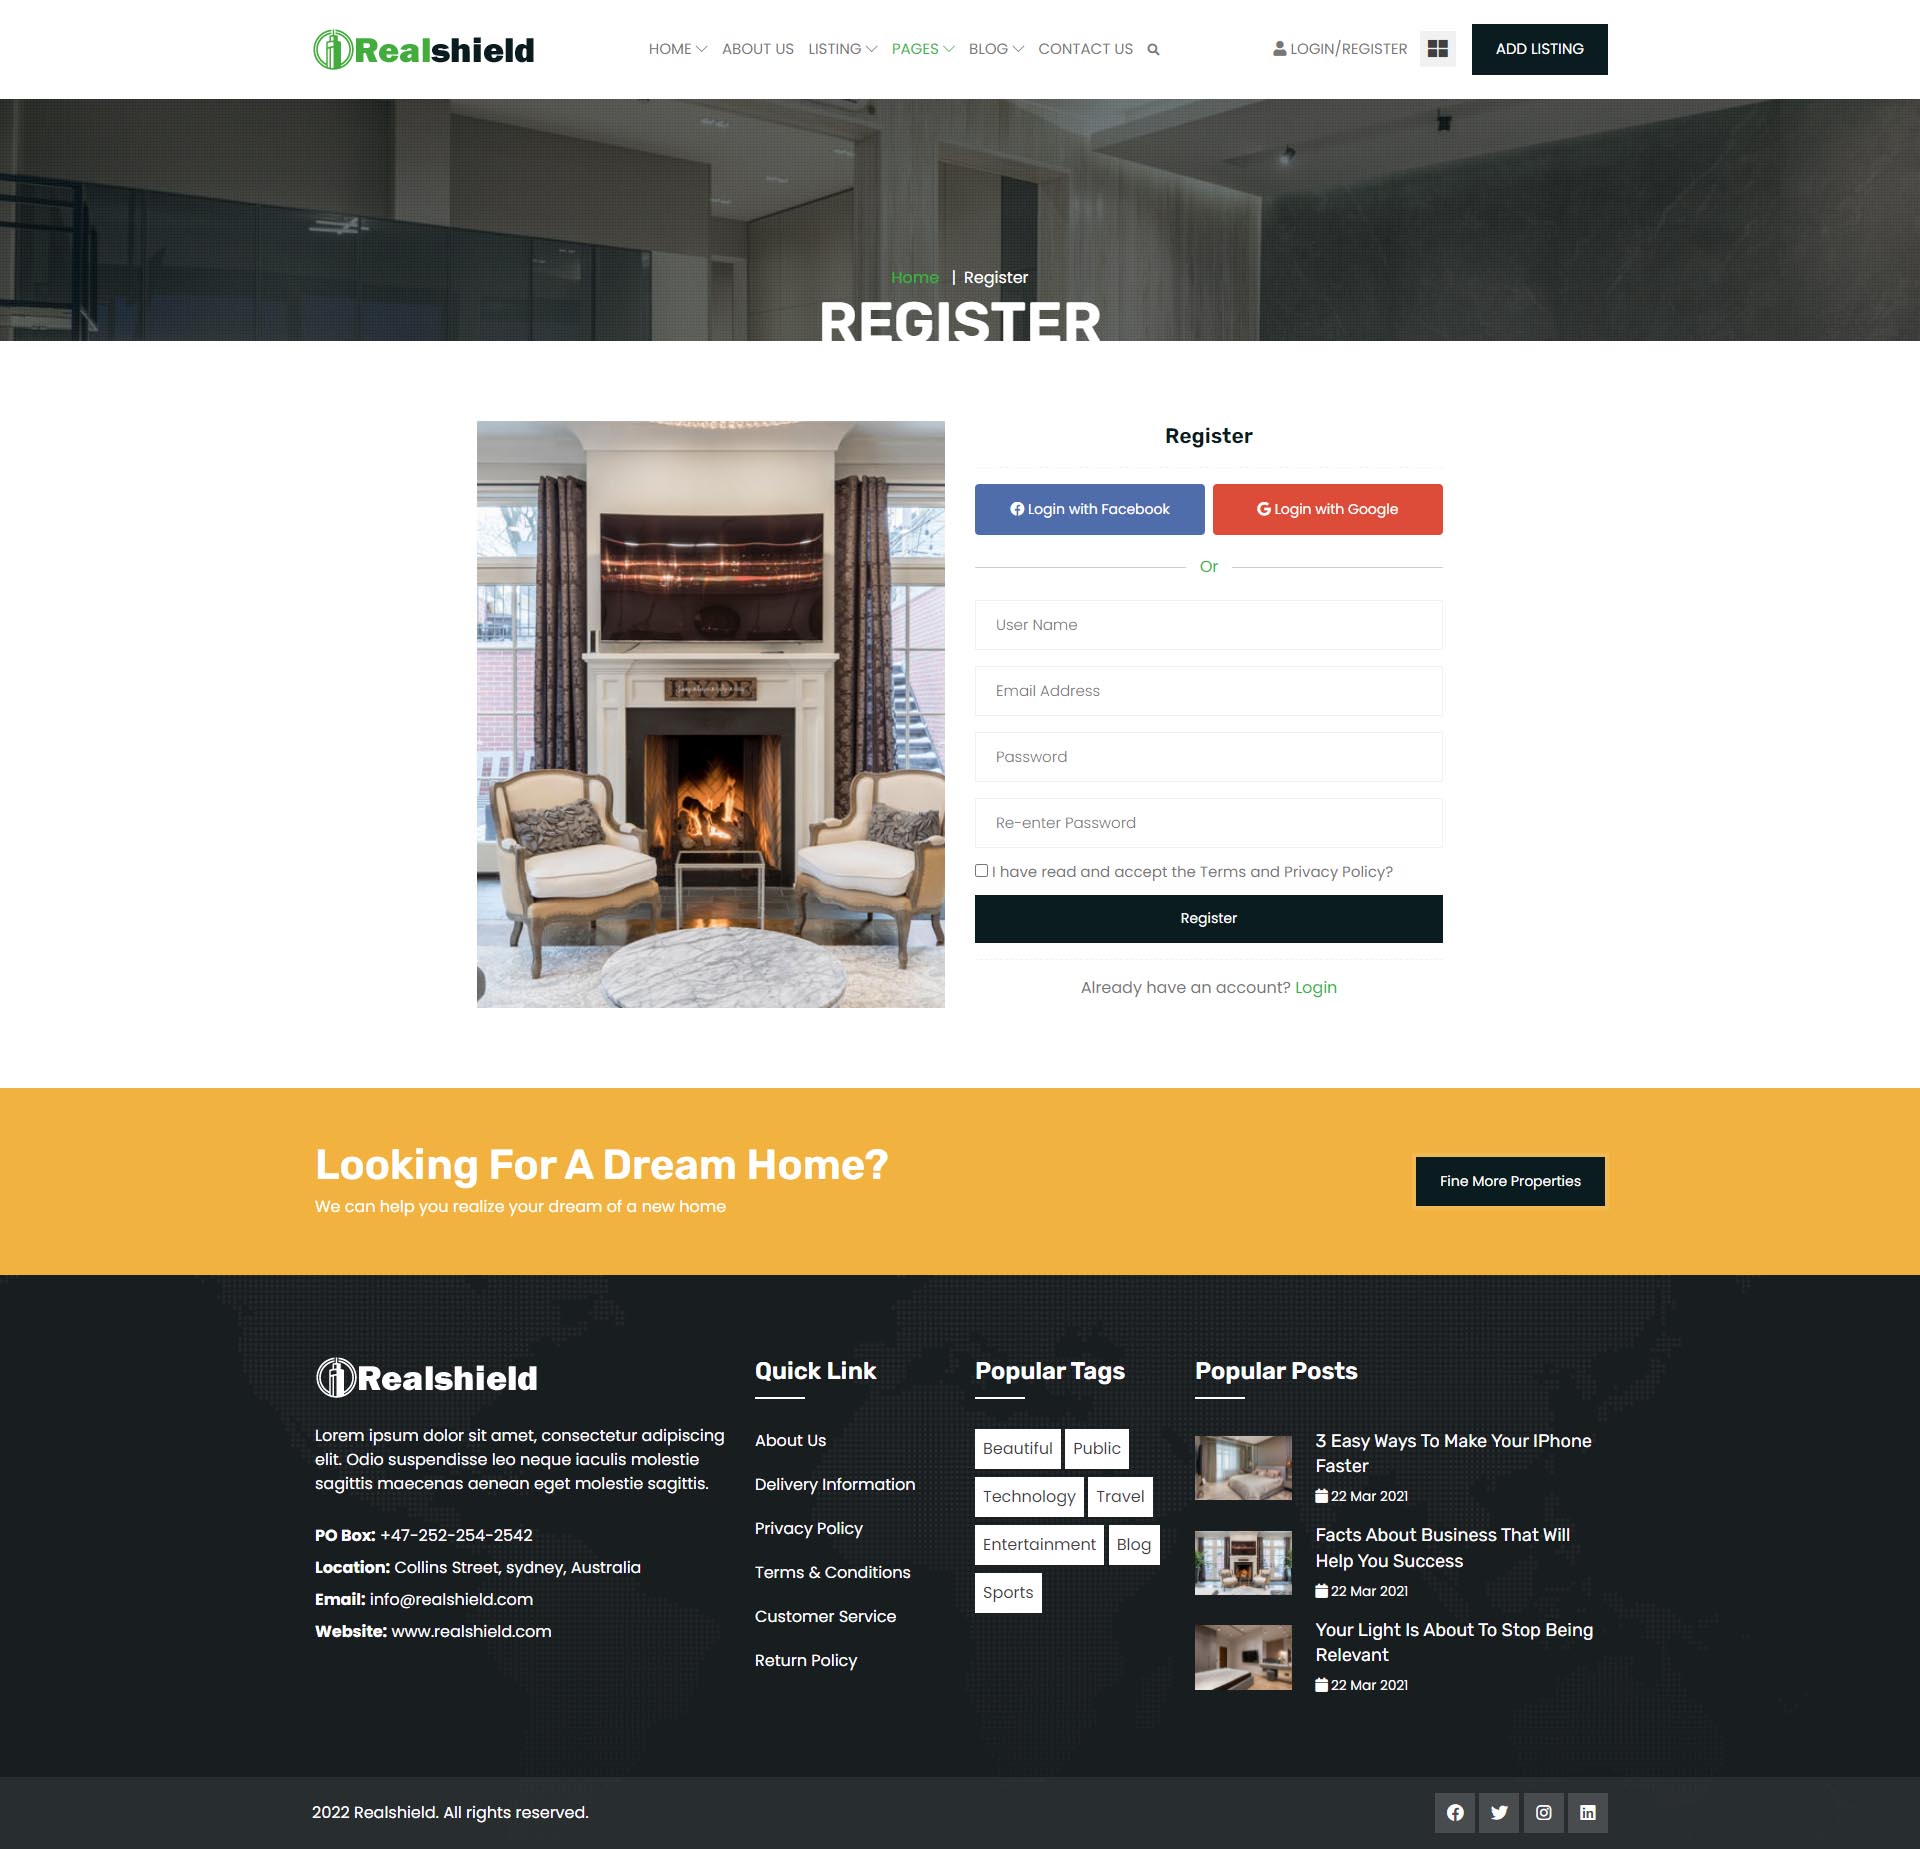 Realshield
HOME ABOUT US LISTING PAGES BLOG CONTACT US
LOGIN/REGISTER
ADD LISTING
Home | Register
REGISTER
HYDE
Register
Login with Facebook
Login with Google
Or
User Name
Email Address
Password
Re-enter Password
I have read and accept the Terms and Privacy Policy?
Register
Already have an account? Login
Looking For A Dream Home?
We can help you realize your dream of a new home
Fine More Properties
Realshield
Lorem ipsum dolor sit amet, consectetur adipiscing
elit. Odio suspendisse leo neque iaculis molestie
sagittis maecenas aenean eget molestie sagittis.
PO Box: +47-252-254-2542
Location: Collins Street, sydney, Australia
Email: info@realshield.com
Website: www.realshield.com
Quick Link
About Us
Delivery Information
Privacy Policy
Terms & Conditions
Customer Service
Return Policy
Popular Tags
Beautiful Public
Technology Travel
Entertainment Blog
Sports
Popular Posts
3 Easy Ways To Make Your IPhone
Faster
22 Mar 2021
Facts About Business That Will
Help You Success
22 Mar 2021
Your Light Is About To Stop Being
Relevant
22 Mar 2021
2022 Realshield. All rights reserved.